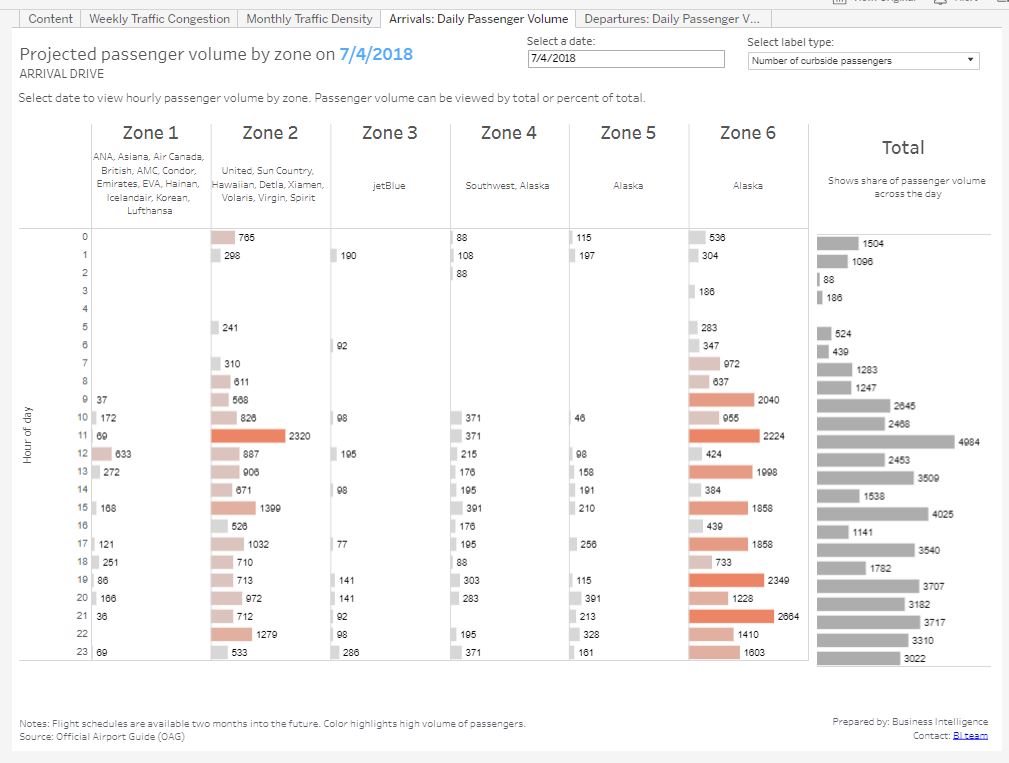 Content Weekly Traffic Congestion Monthly Traffic Density Arrivals: Daily Passenger Volume Departures: Daily Passenger V...
Projected passenger volume by zone on 7/4/2018
ARRIVAL DRIVE
Select a date:
7/4/2018
Select label type:
Number of curbside passengers
Select date to view hourly passenger volume by zone. Passenger volume can be viewed by total or percent of total.
Zone 1
ANA, Asiana, Air Canada,
British, AMC, Condor,
Emirates, EVA, Hainan,
Icelandair, Korean,
Lufthansa
Zone 2
United, Sun Country,
Hawaiian, Detla, Xiamen,
Volaris, Virgin, Spirit
Zone 3
jetBlue
Zone 4
Southwest, Alaska
Zone 5
Alaska
Zone 6
Alaska
Total
Shows share of passenger volume
across the day
Hour of day
0 765 88 115 536 1504
1 298 190 108 197 304 1096
2 88 88
3 186 186
4
5 241 283 524
6 92 347 439
7 310 972 1283
8 611 637 1247
9 37 568 2040 2645
10 172 826 98 371 46 955 2468
11 69 2320 371 2224 4984
12 633 887 195 215 98 424 2453
13 272 906 176 158 1998 3509
14 671 98 195 191 384 1538
15 168 1399 391 210 1858 4025
16 526 176 439 1141
17 121 1032 77 195 256 1858 3540
18 251 710 88 733 1782
19 86 713 141 303 115 2349 3707
20 166 972 141 283 391 1228 3182
21 36 712 92 213 2664 3717
22 1279 98 195 328 1410 3310
23 69 533 286 371 161 1603 3022
Notes: Flight schedules are available two months into the future. Color highlights high volume of passengers.
Source: Official Airport Guide (OAG)
Prepared by: Business Intelligence
Contact: BI team